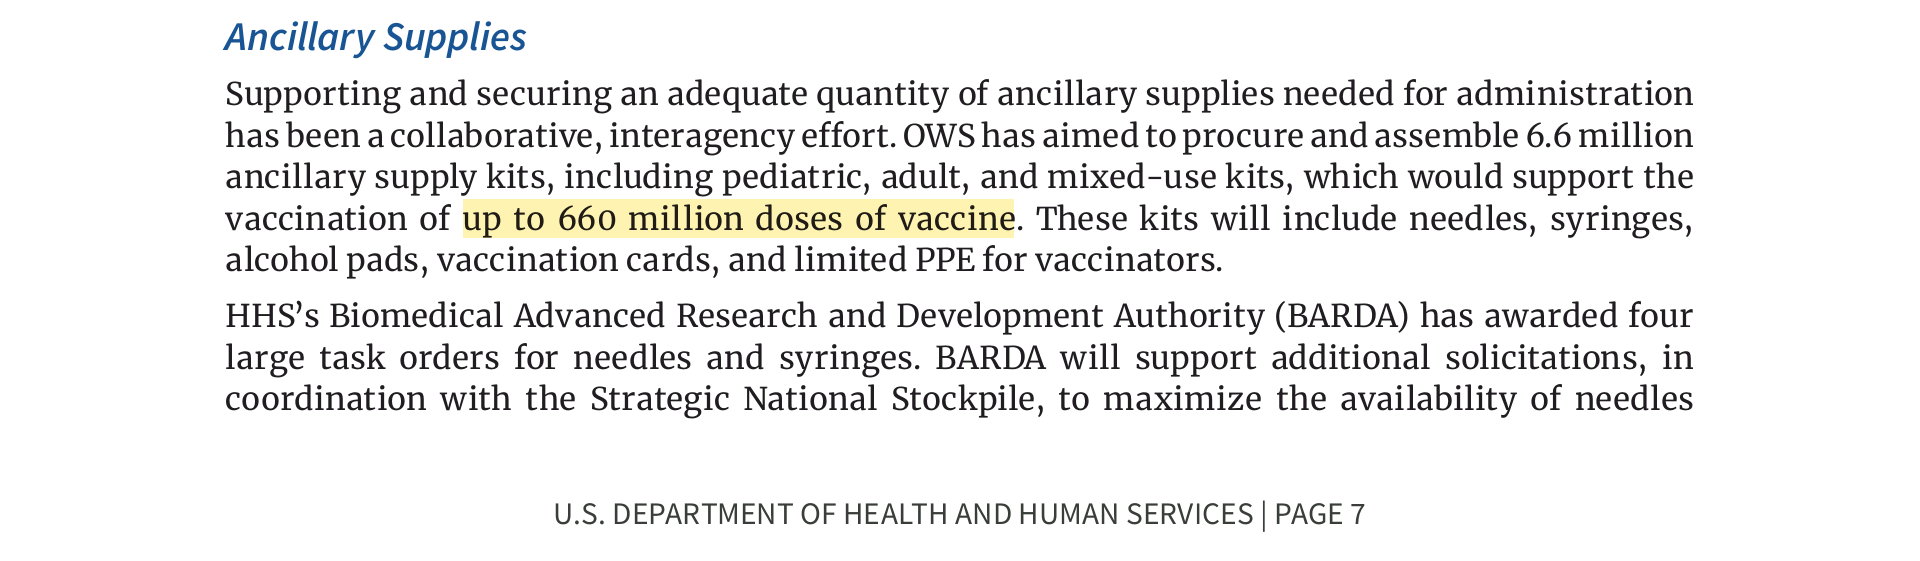 Ancillary Supplies
Supporting and securing an adequate quantity of ancillary supplies needed for administration
has been a collaborative, interagency effort. OWS has aimed to procure and assemble 6.6 million
ancillary supply kits, including pediatric, adult, and mixed-use kits, which would support the
vaccination of up to 660 million doses of vaccine. These kits will include needles, syringes,
alcohol pads, vaccination cards, and limited PPE for vaccinators.
HHS’s Biomedical Advanced Research and Development Authority (BARDA) has awarded four
large task orders for needles and syringes. BARDA will support additional solicitations, in
coordination with the Strategic National Stockpile, to maximize the availability of needles
U.S. DEPARTMENT OF HEALTH AND HUMAN SERVICES | PAGE 7